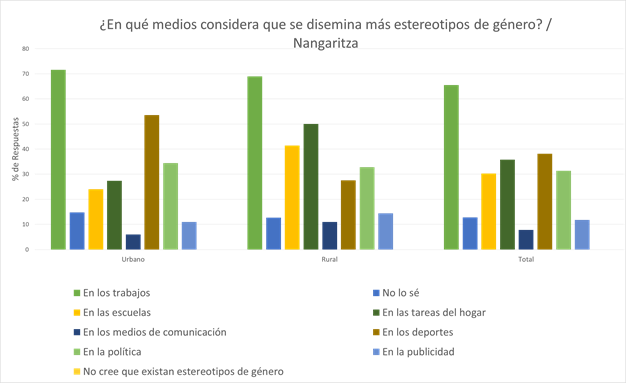 ¿En qué medios considera que se disemina más estereotipos de género? /
Nangaritza
% de Respuestas
80
70
60
50
40
30
20
10
0
Urbano Rural Total
En los trabajos No lo sé
En las escuelas En las tareas del hogar
En los medios de comunicación En los deportes
En la política En la publicidad
No cree que existan estereotipos de género